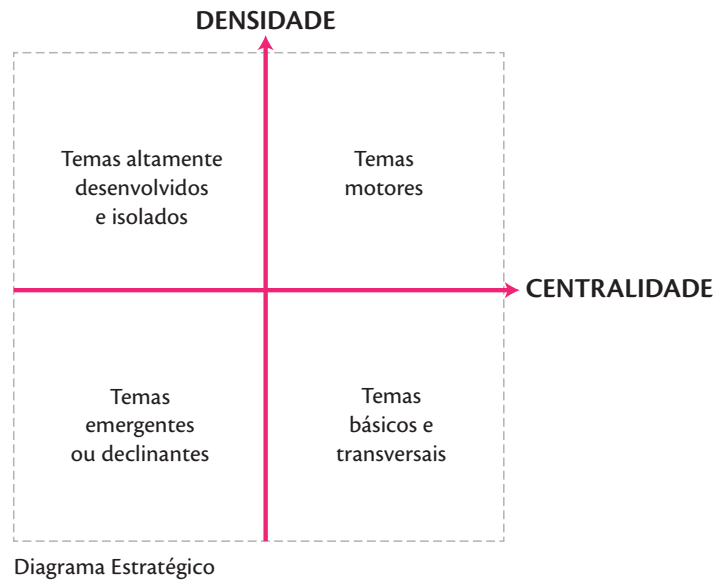 DENSIDADE
Temas altamente
desenvolvidos
e isolados
Temas
motores
CENTRALIDADE
Temas
emergentes
ou declinantes
Temas
básicos e
transversais
Diagrama Estratégico